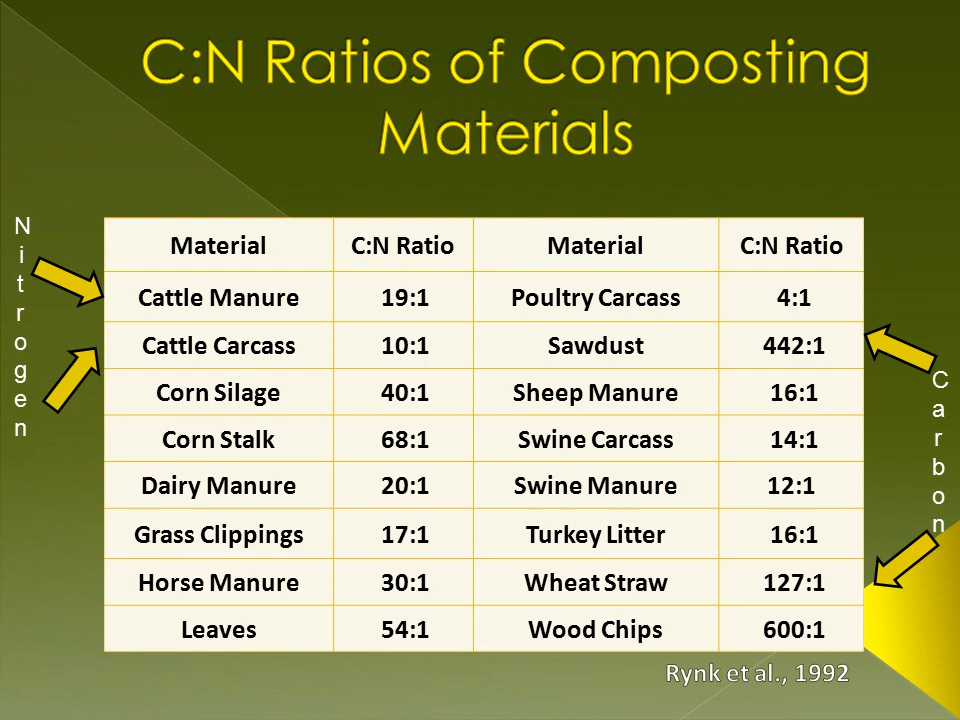 C:N Ratios of Composting
Materials
Nitrogen
Material C:N Ratio Material C:N Ratio
Cattle Manure 19:1 Poultry Carcass 4:1
Cattle Carcass 10:1 Sawdust 442:1
Corn Silage 40:1 Sheep Manure 16:1
Corn Stalk 68:1 Swine Carcass 14:1
Dairy Manure 20:1 Swine Manure 12:1
Grass Clippings 17:1 Turkey Litter 16:1
Horse Manure 30:1 Wheat Straw 127:1
Leaves 54:1 Wood Chips 600:1
Carbon
Rynk et al., 1992